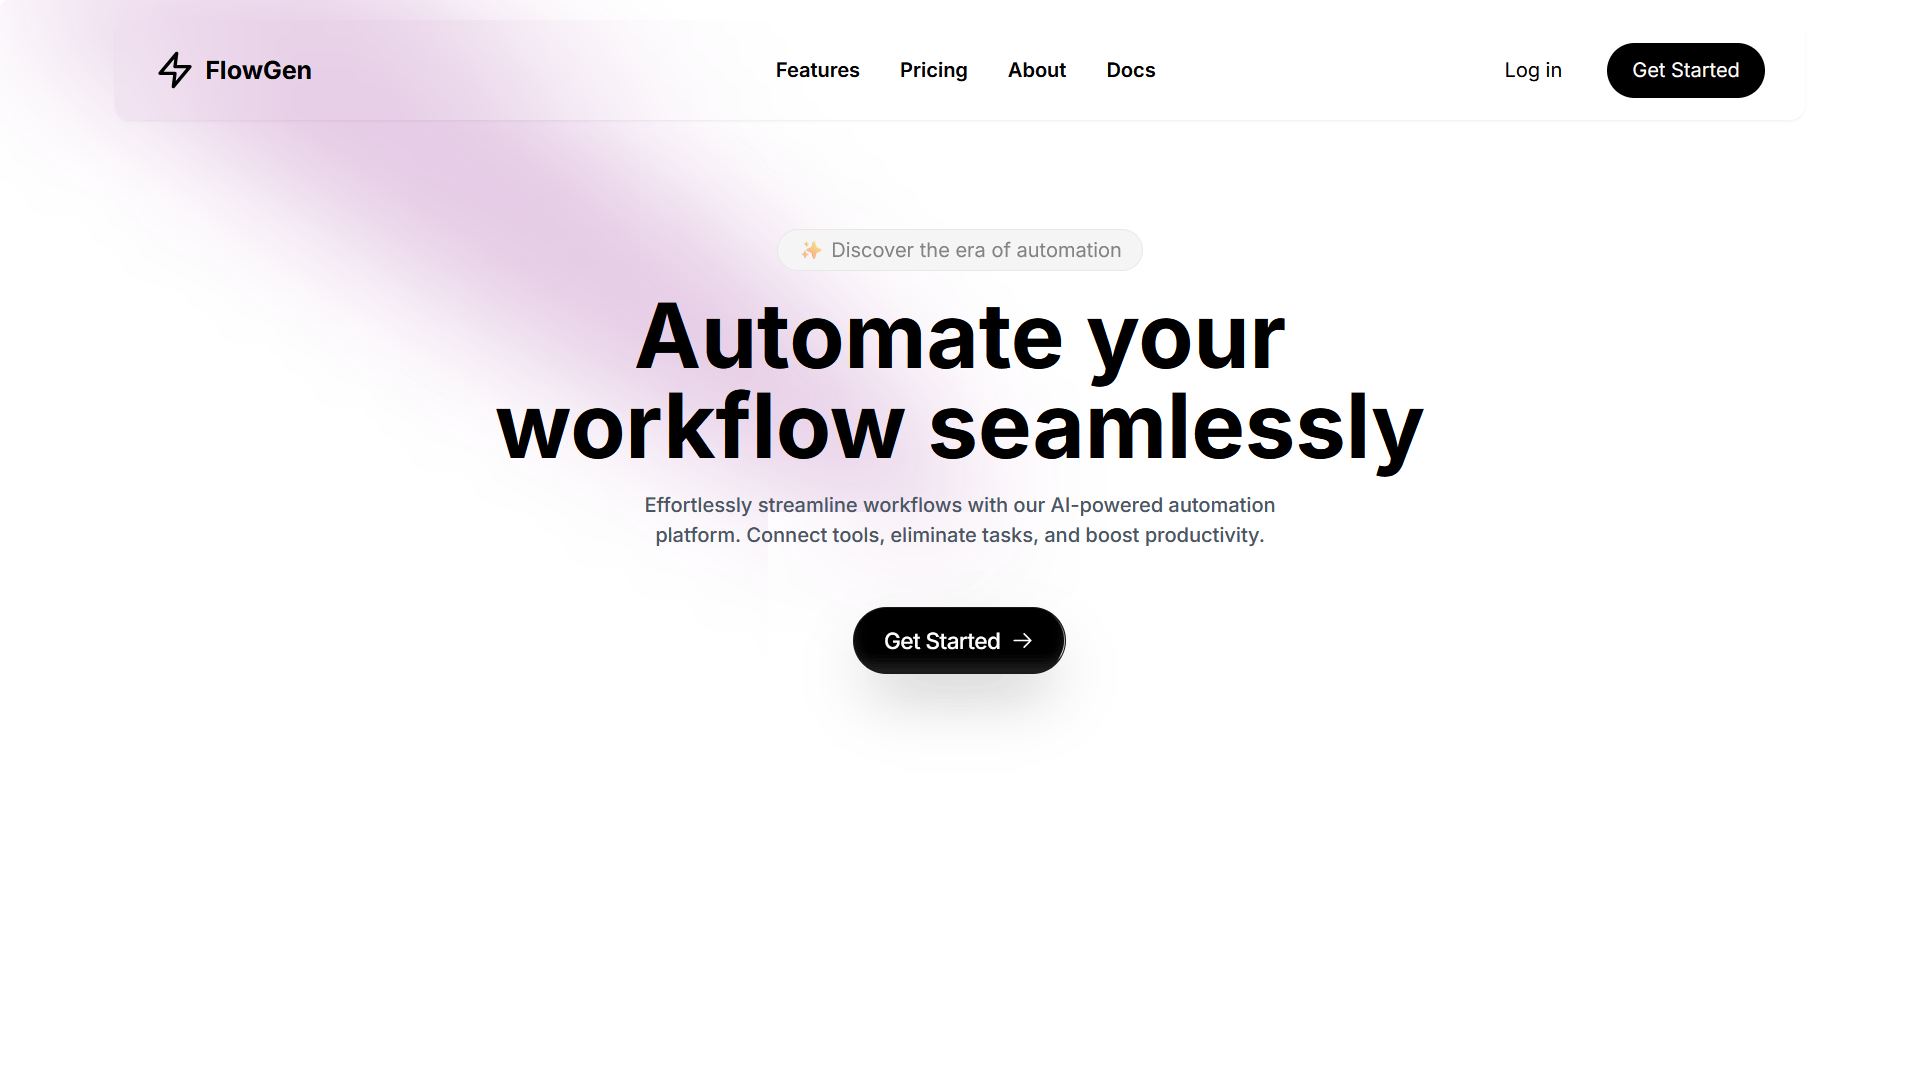 FlowGen
Features
Pricing
About
Docs
Log in
Get Started
✨ Discover the era of automation
Automate your
workflow seamlessly
Effortlessly streamline workflows with our AI-powered automation
platform. Connect tools, eliminate tasks, and boost productivity.
Get Started →